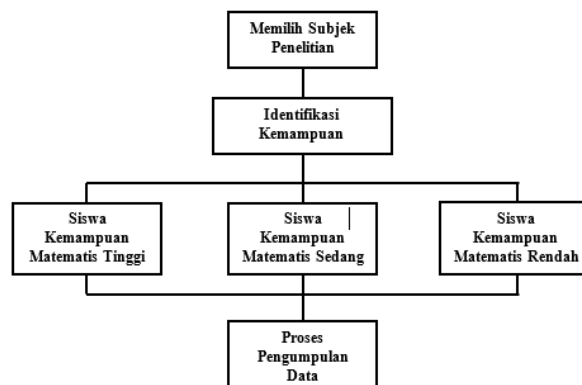 Memilih Subjek
Penelitian
Identifikasi
Kemampuan
Siswa
Kemampuan
Matematis Tinggi
Siswa
Kemampuan
Matematis Sedang
Siswa
Kemampuan
Matematis Rendah
Proses
Pengumpulan
Data